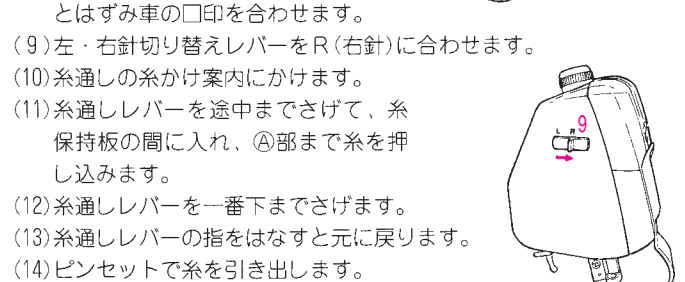 とはずみ車の□印を合わせます。
(9)左・右針切り替えレバーをR(右針)に合わせます。
(10)糸通しの糸かけ案内にかけます。
(11)糸通しレバーを途中までさげて、糸
保持板の間に入れ、Ⓐ部まで糸を押
し込みます。
(12)糸通しレバーを一番下までさげます。
(13)糸通しレバーの指をはなすと元に戻ります。
(14)ピンセットで糸を引き出します。
L R 9